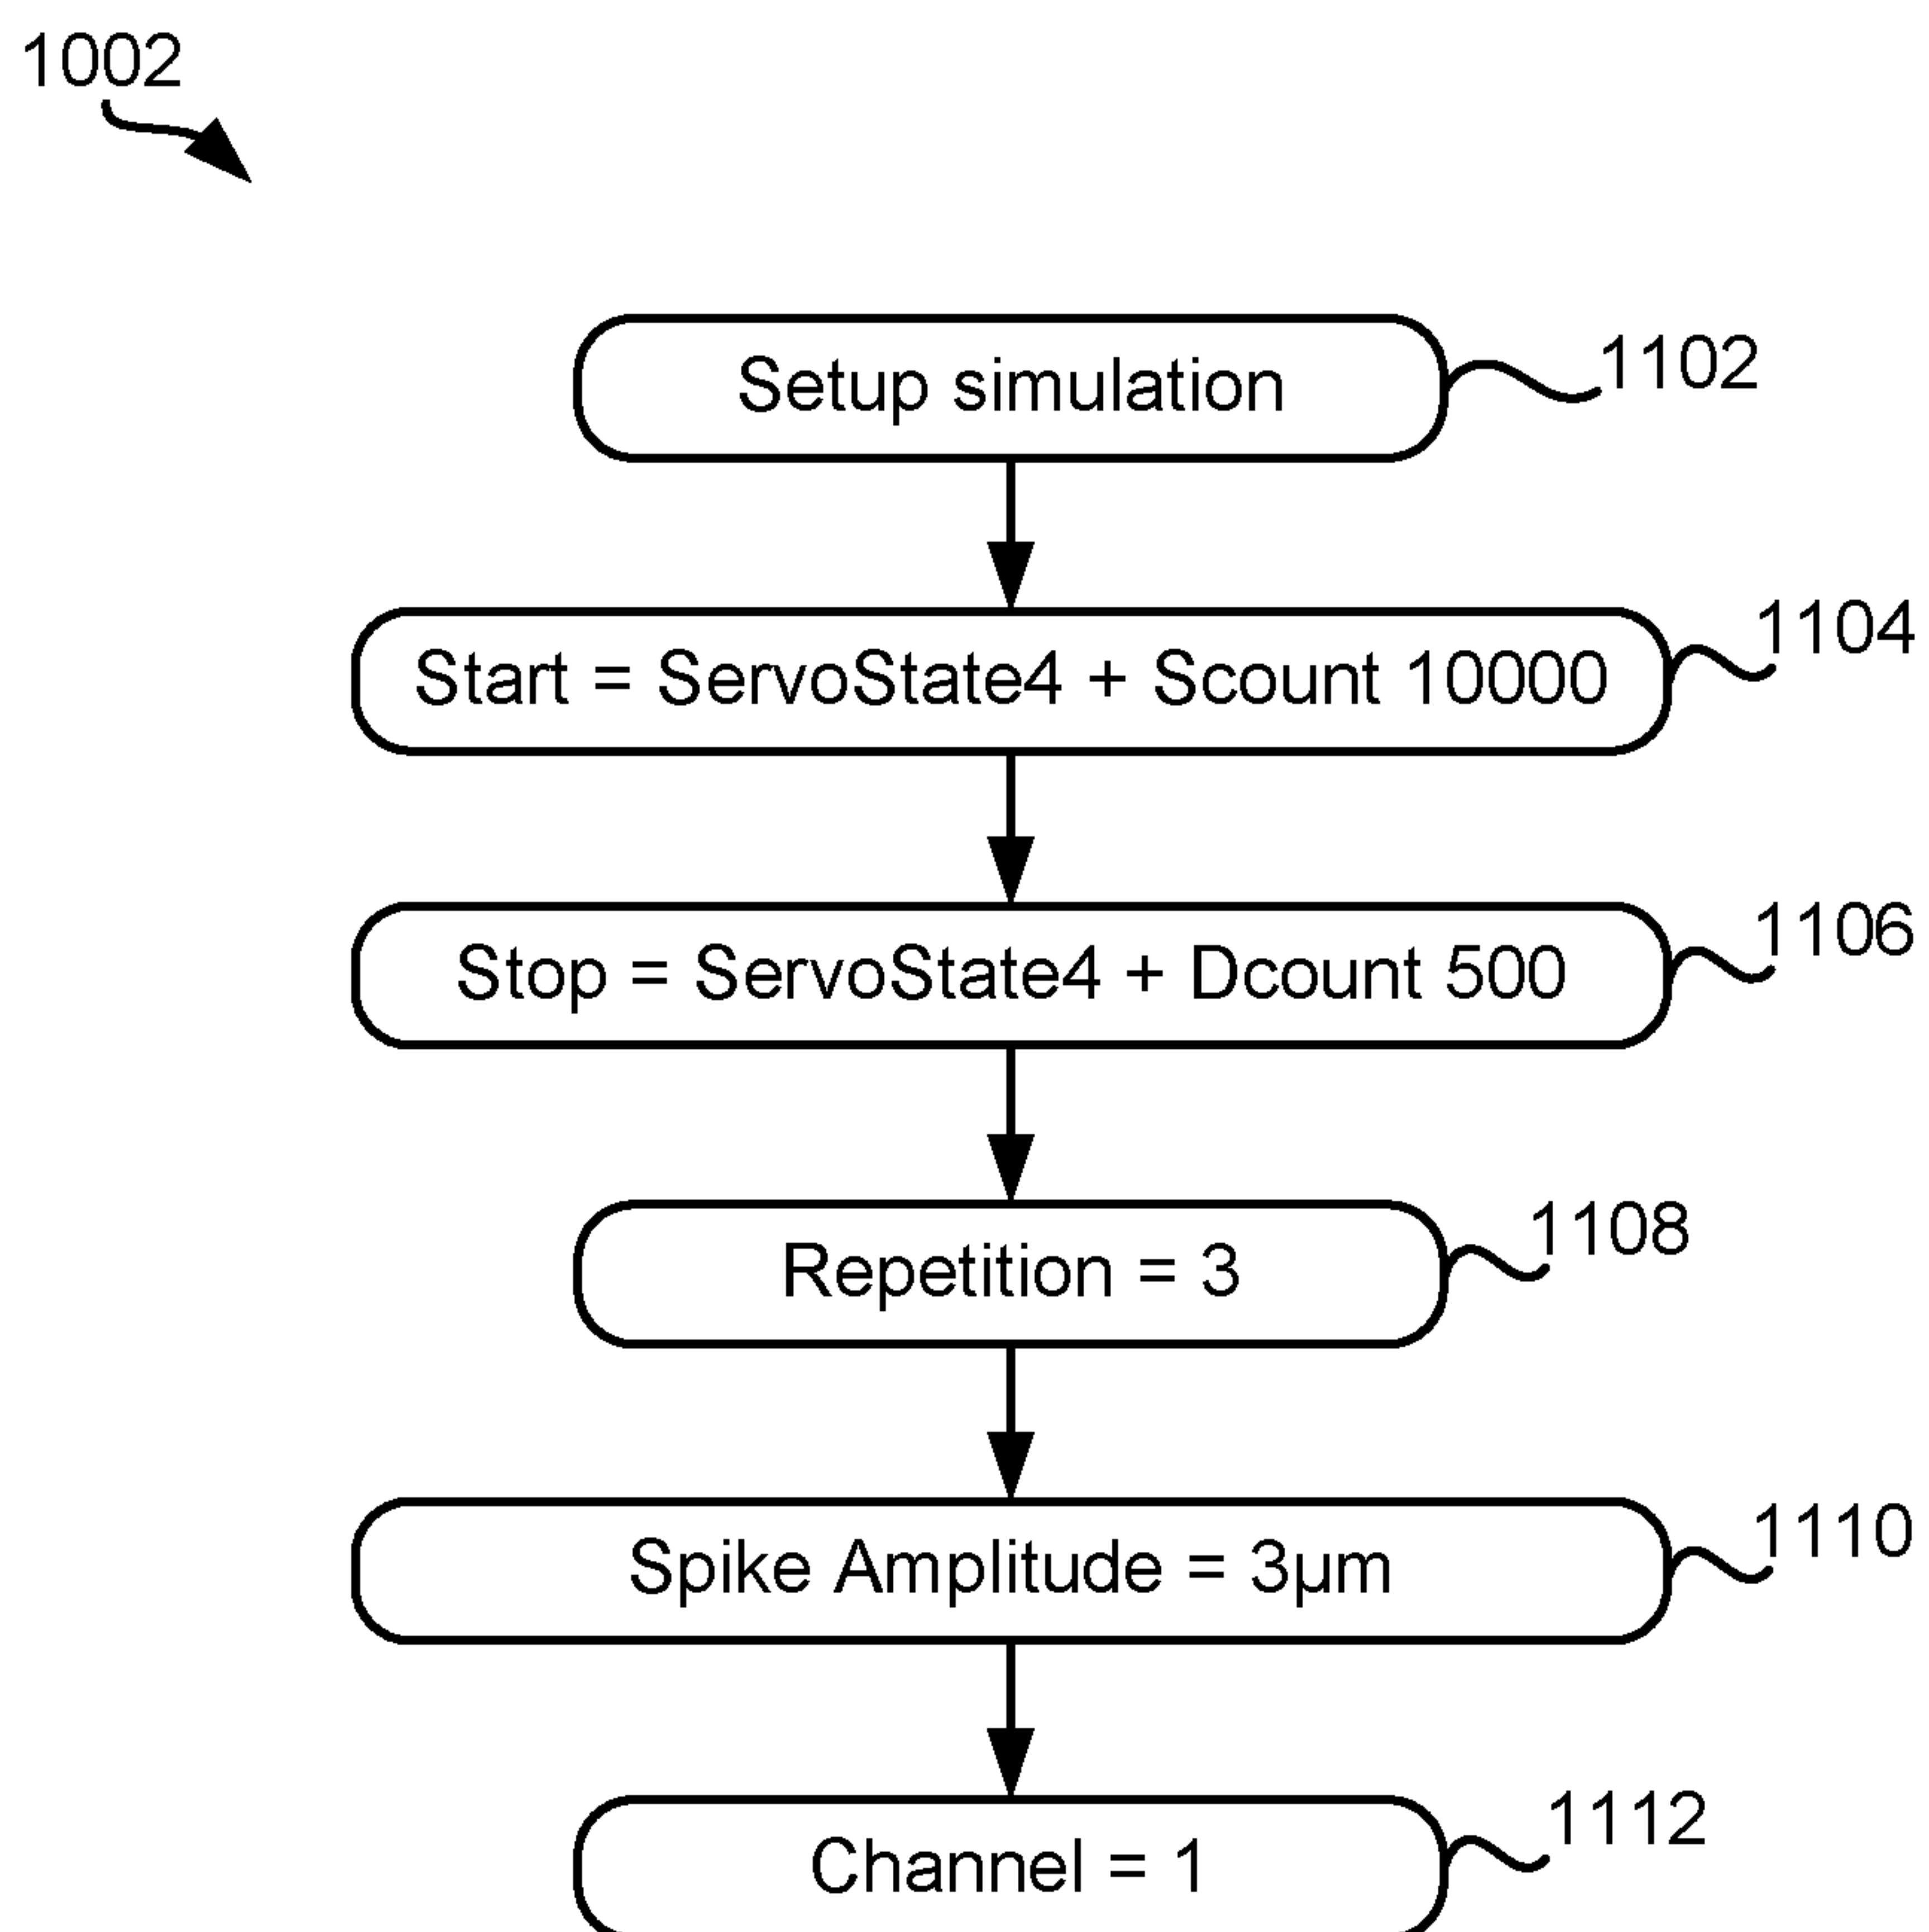 1002
Setup simulation
1102
Start = ServoState4 + Scount 10000
1104
Stop = ServoState4 + Dcount 500
1106
Repetition = 3
1108
Spike Amplitude = 3µm
1110
Channel = 1
1112